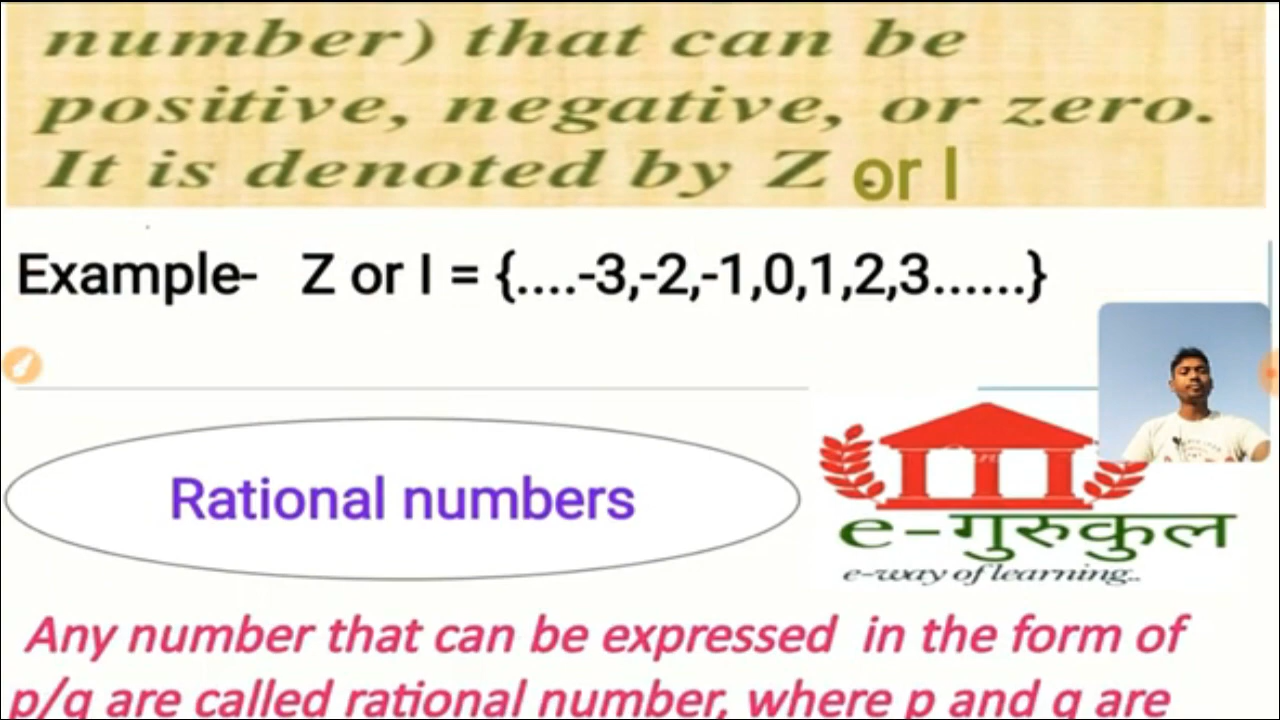 number) that can be
positive, negative, or zero.
It is denoted by Z or I
Example- Z or I = {....-3,-2,-1,0,1,2,3......}
Rational numbers
e-गुरुकुल
e-way of learning..
Any number that can be expressed in the form of
p/q are called rational number, where p and q are